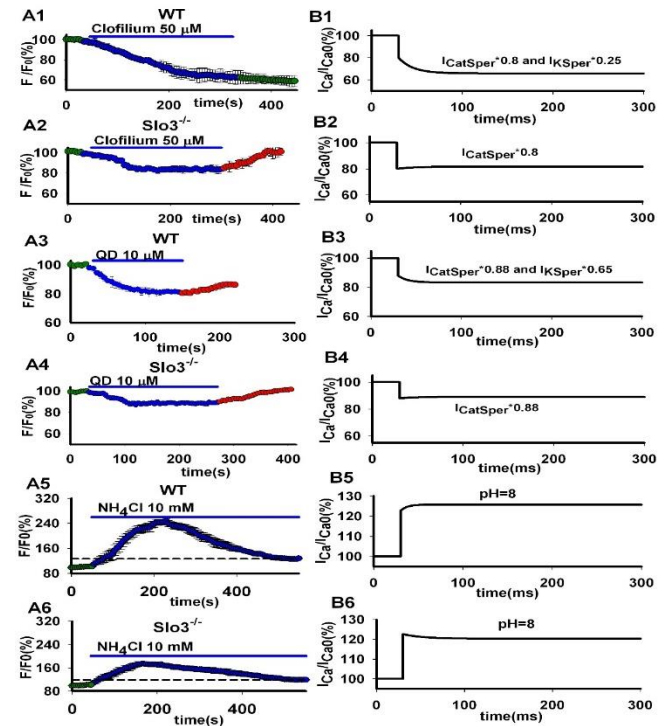 A1
WT
Clofilium 50 μM
F/F0(%)
100
80
60
0
200
400
time(s)
B1
ICa/ICa0(%)
100
80
60
ICatSper*0.8 and IKSper*0.25
0
100
200
300
time(ms)
A2
Slo3-/-
Clofilium 50 μM
F/F0(%)
100
80
60
0
200
400
time(s)
B2
ICa/ICa0(%)
100
80
60
ICatSper*0.8
0
100
200
300
time(ms)
A3
WT
QD 10 μM
F/F0(%)
100
80
60
0
100
200
300
time(s)
B3
ICa/ICa0(%)
100
80
60
ICatSper*0.88 and IKSper*0.65
0
100
200
300
time(ms)
A4
Slo3-/-
QD 10 μM
F/F0(%)
100
80
60
0
100
200
300
400
time(s)
B4
ICa/ICa0(%)
100
80
60
ICatSper*0.88
0
100
200
300
time(ms)
A5
WT
NH4Cl 10 mM
F/F0(%)
240
160
80
0
200
400
time(s)
B5
ICa/ICa0(%)
130
120
110
100
pH=8
0
100
200
300
time(ms)
A6
Slo3-/-
NH4Cl 10 mM
F/F0(%)
320
240
160
80
0
200
400
time(s)
B6
ICa/ICa0(%)
130
120
110
100
pH=8
0
100
200
300
time(ms)